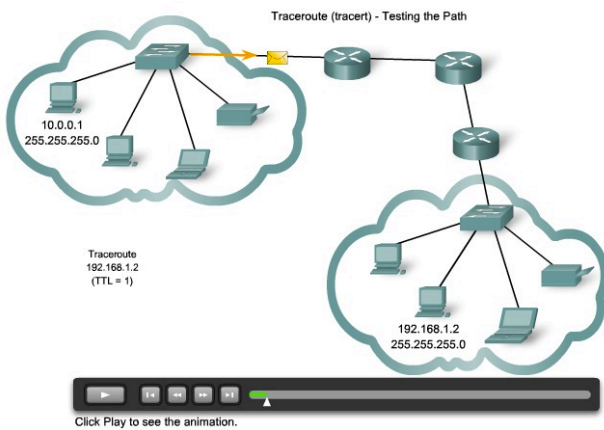 Traceroute (tracert) - Testing the Path
10.0.0.1
255.255.255.0
Traceroute
192.168.1.2
(TTL = 1)
192.168.1.2
255.255.255.0
Click Play to see the animation.